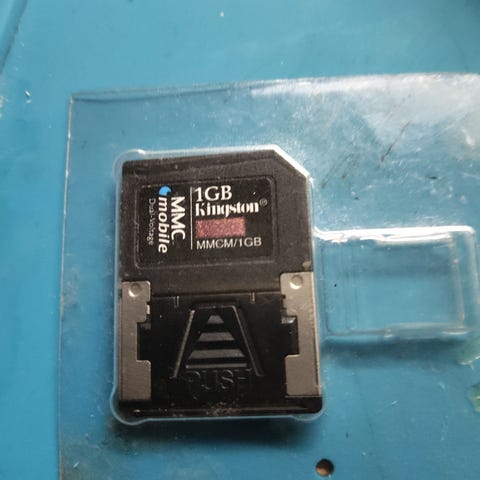 1GB
Kingston®
MMCM/1GB
MMC
mobile
Dual-Voltage
PUSH